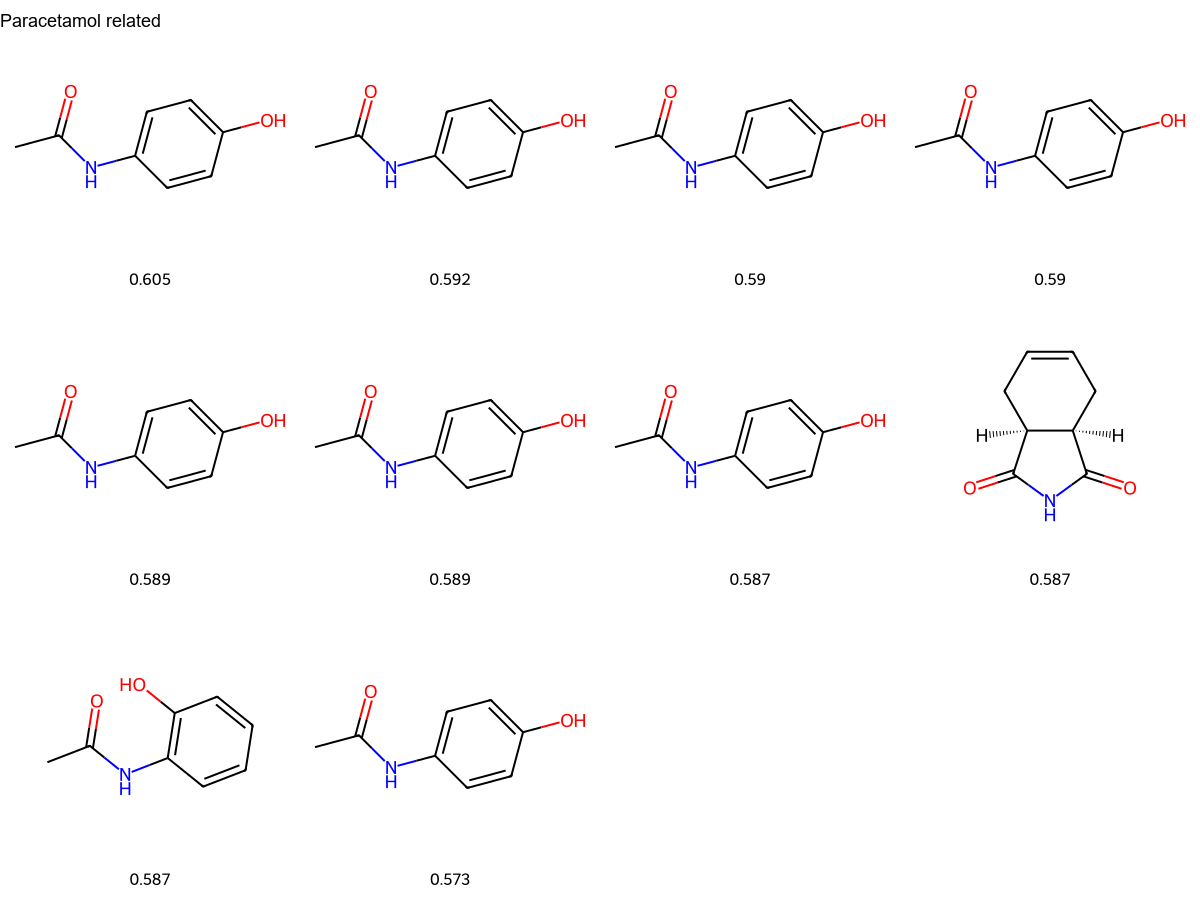 Paracetamol related
O O O O
OH OH OH OH
N N N N
H H H H
0.605 0.592 0.59 0.59
O O O
OH OH OH
H H
N N N
H H H
O O
N
H
0.589 0.589 0.587 0.587
HO
O O
OH
N N
H H
0.587 0.573